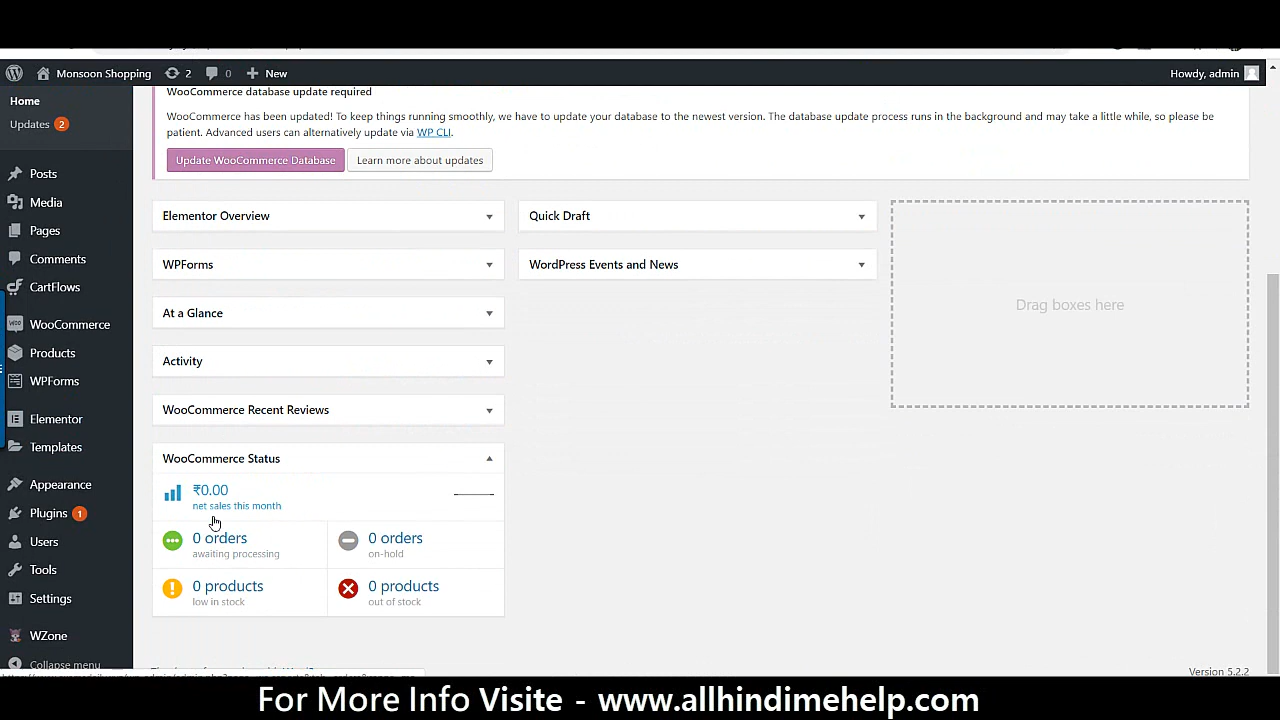 Monsoon Shopping 2 0 New Howdy, admin
Home
Updates 2
Posts
Media
Pages
Comments
CartFlows
WooCommerce
Products
WPForms
Elementor
Templates
Appearance
Plugins 1
Users
Tools
Settings
WZone
Collapse menu
WooCommerce database update required
WooCommerce has been updated! To keep things running smoothly, we have to update your database to the newest version. The database update process runs in the background and may take a little while, so please be
patient. Advanced users can alternatively update via WP CLI.
Update WooCommerce Database Learn more about updates
Elementor Overview
WPForms
At a Glance
Activity
WooCommerce Recent Reviews
WooCommerce Status
₹0.00
net sales this month
0 orders
awaiting processing
0 orders
on-hold
0 products
low in stock
0 products
out of stock
Quick Draft
WordPress Events and News
Drag boxes here
Version 5.2.2
For More Info Visite - www.allhindimehelp.com